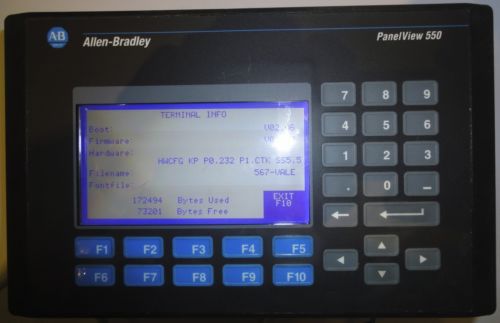 AB Allen-Bradley PanelView 550
TERMINAL INFO
Boot:
Firmware:
Hardware:
HWCFG KP P0.232 P1.CTK SS5.5
Filename 567-VALE
Fontfile:
172494 Bytes Used
73201 Bytes Free
EXIT
F10
7 8 9
4 5 6
1 2 3
. 0 -
F1 F2 F3 F4 F5
F6 F7 F8 F9 F10